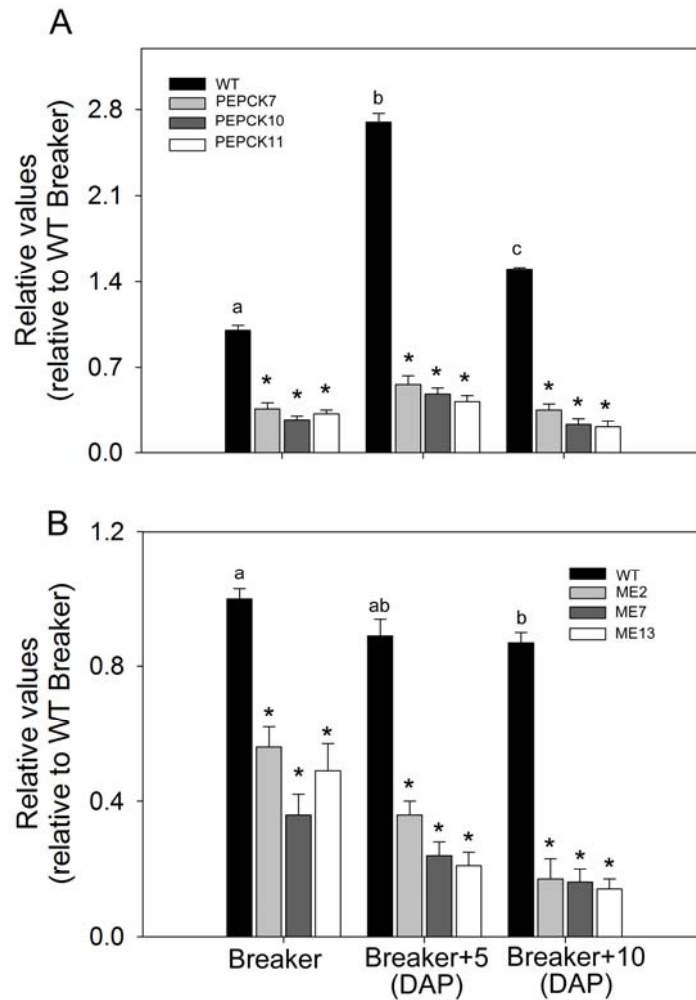 A
WT
PEPCK7
PEPCK10
PEPCK11
Relative values
(relative to WT Breaker)
2.8
2.1
1.4
0.7
0.0
a
* * *
b
* * *
c
* * *
B
WT
ME2
ME7
ME13
Relative values
(relative to WT Breaker)
1.2
0.8
0.4
0.0
a
* * *
ab
* * *
b
* * *
Breaker
Breaker+5
(DAP)
Breaker+10
(DAP)